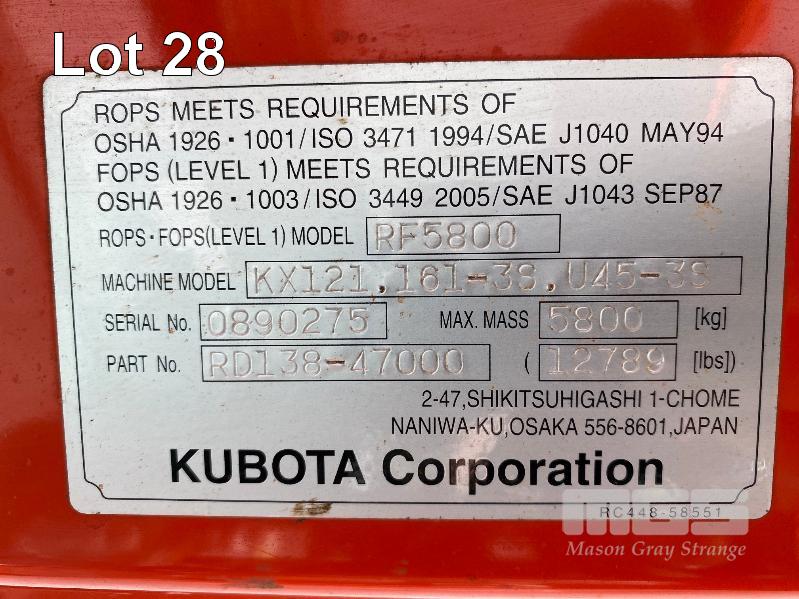 Lot 28
ROPS MEETS REQUIREMENTS OF
OSHA 1926・1001/ISO 3471 1994/SAE J1040 MAY94
FOPS (LEVEL 1) MEETS REQUIREMENTS OF
OSHA 1926・1003/ISO 3449 2005/SAE J1043 SEP87
ROPS・FOPS(LEVEL 1) MODEL RF5800
MACHINE MODEL KX121,161-3S,U45-3S
SERIAL No. 0890275 MAX. MASS 5800 [kg]
PART No. RD138-47000 ( 12789 [lbs])
2-47,SHIKITSUHIGASHI 1-CHOME
NANIWA-KU,OSAKA 556-8601,JAPAN
KUBOTA Corporation
RC448-58551
MGS
Mason Gray Strange